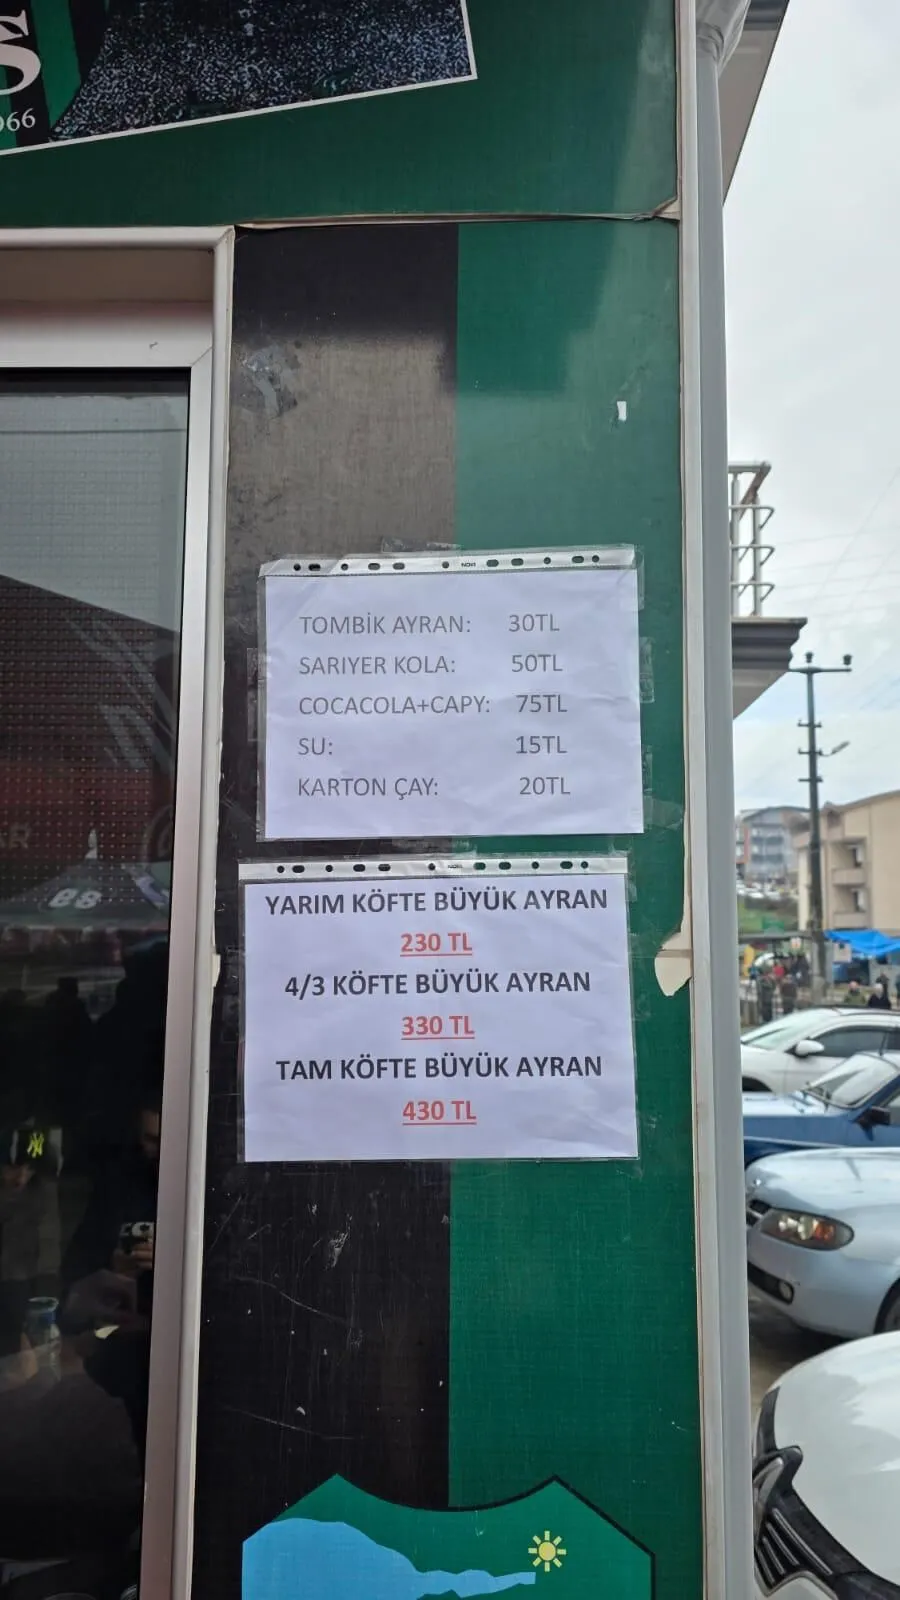 S
966
TOMBİK AYRAN: 30TL
SARIYER KOLA: 50TL
COCACOLA+CAPY: 75TL
SU: 15TL
KARTON ÇAY: 20TL
YARIM KÖFTE BÜYÜK AYRAN
230 TL
4/3 KÖFTE BÜYÜK AYRAN
330 TL
TAM KÖFTE BÜYÜK AYRAN
430 TL